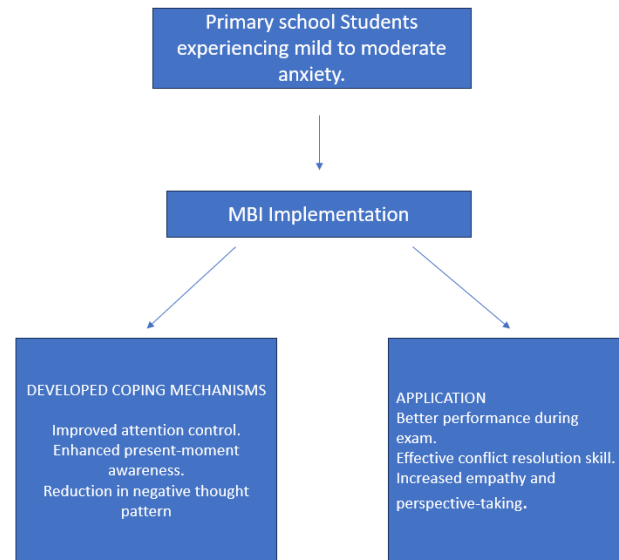 Primary school Students
experiencing mild to moderate
anxiety.
MBI Implementation
DEVELOPED COPING MECHANISMS
Improved attention control.
Enhanced present-moment
awareness.
Reduction in negative thought
pattern
APPLICATION
Better performance during
exam.
Effective conflict resolution skill.
Increased empathy and
perspective-taking.